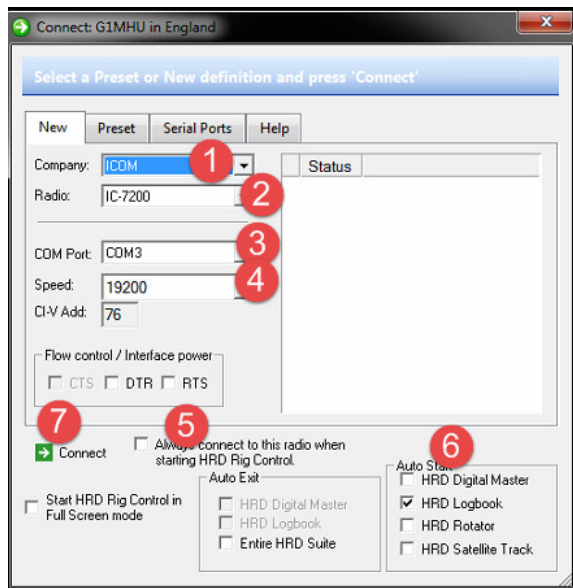 Connect: G1MHU in England
Select a Preset or New definition and press 'Connect'
New Preset Serial Ports Help
Company: ICOM 1
Status
Radio: IC-7200 2
COM Port: COM3 3
Speed: 19200 4
CI-V Add: 76
Flow control / Interface power
CTS DTR RTS
7 5 6
Connect
Always connect to this radio when
starting HRD Rig Control.
Start HRD Rig Control in
Full Screen mode
Auto Exit
HRD Digital Master
HRD Logbook
Entire HRD Suite
Auto Start
HRD Digital Master
HRD Logbook
HRD Rotator
HRD Satellite Track